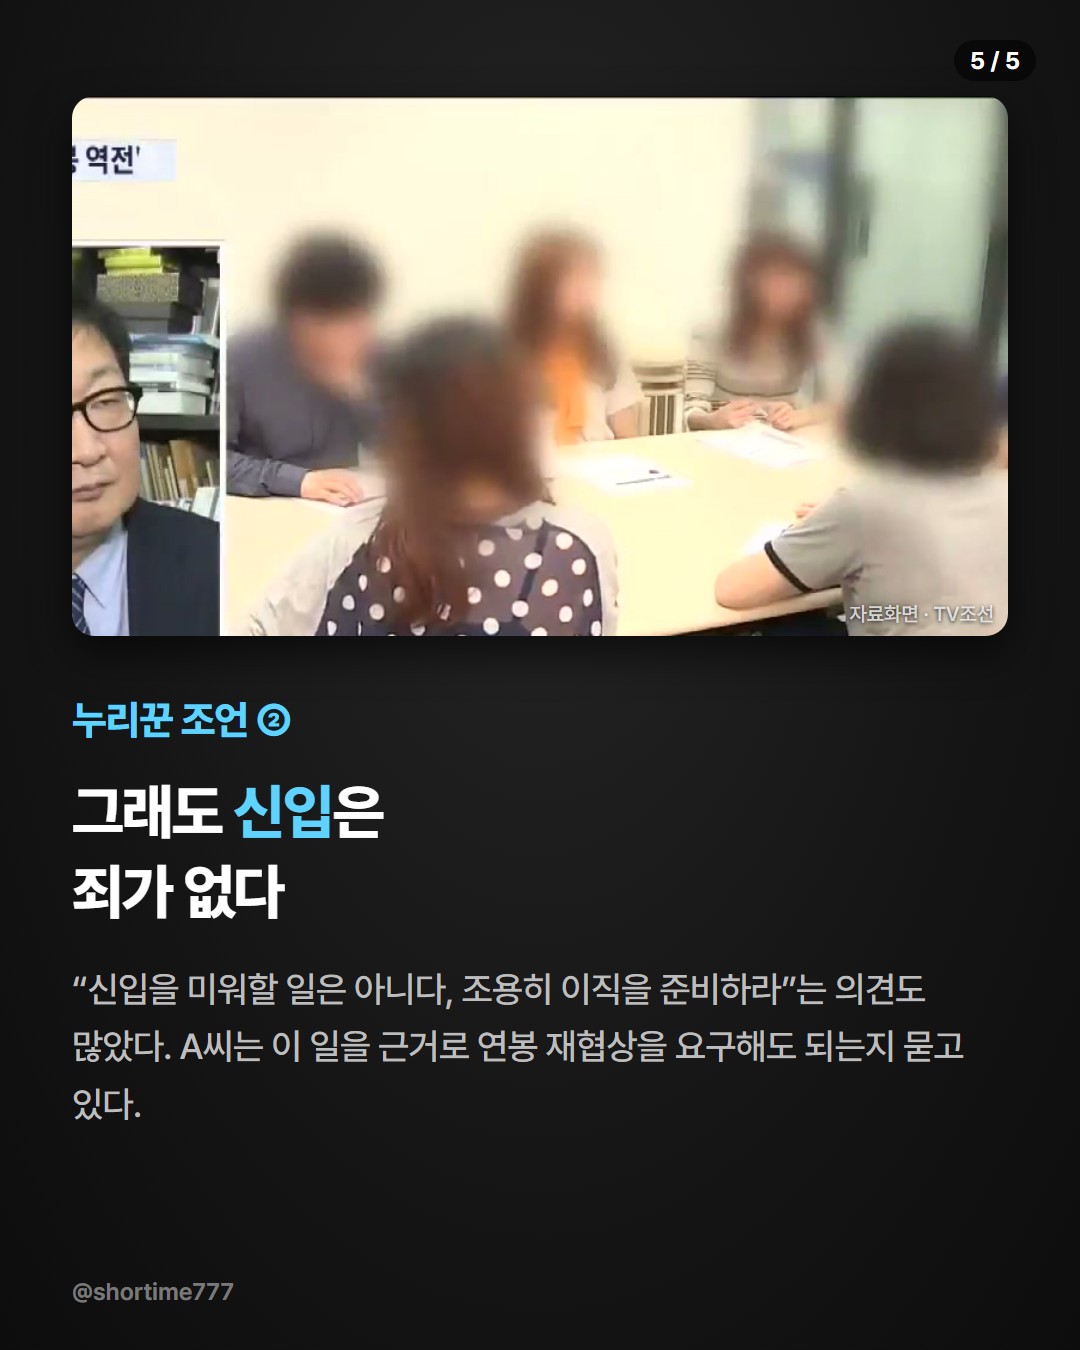 5 / 5
역전'
자료화면 · TV조선
누리꾼 조언 ②
그래도 신입은
죄가 없다
“신입을 미워할 일은 아니다, 조용히 이직을 준비하라”는 의견도
많았다. A씨는 이 일을 근거로 연봉 재협상을 요구해도 되는지 묻고
있다.
@shortime777